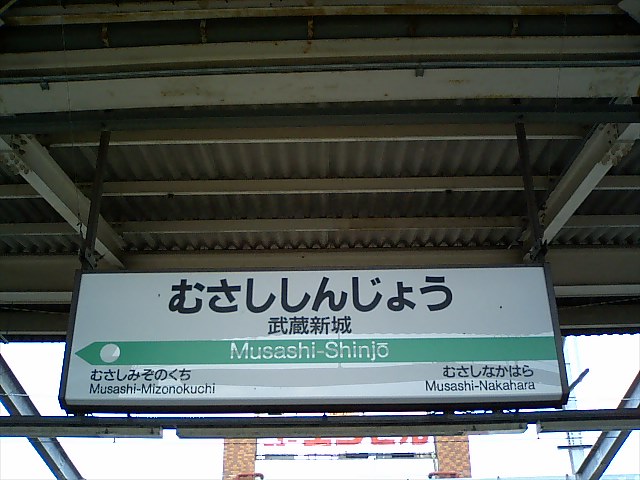 むさししんじょう
武蔵新城
Musashi-Shinjō
むさしみぞのくち
Musashi-Mizonokuchi
むさしなかはら
Musashi-Nakahara